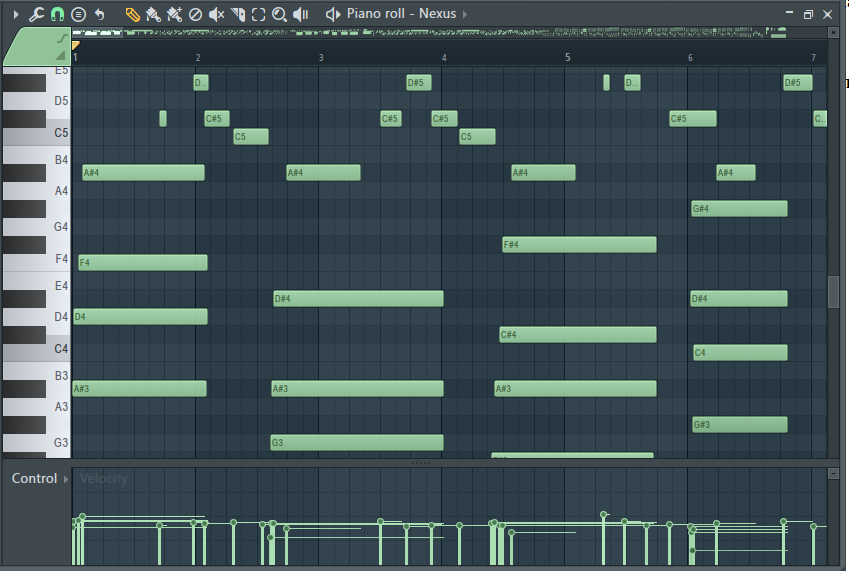 Piano roll - Nexus
1 2 3 4 5 6 7
E5 D.. D#5 D.. D#5
D5
C#5 C#5 C#5 C#5 C..
C5 C5 C5
B4
A#4 A#4 A#4 A#4
A4
G#4
G4
F#4
F4 F4
E4
D#4 D#4
D4 D4
C#4
C4 C4
B3
A#3 A#3 A#3
A3
G#3
G3 G3
Control Velocity